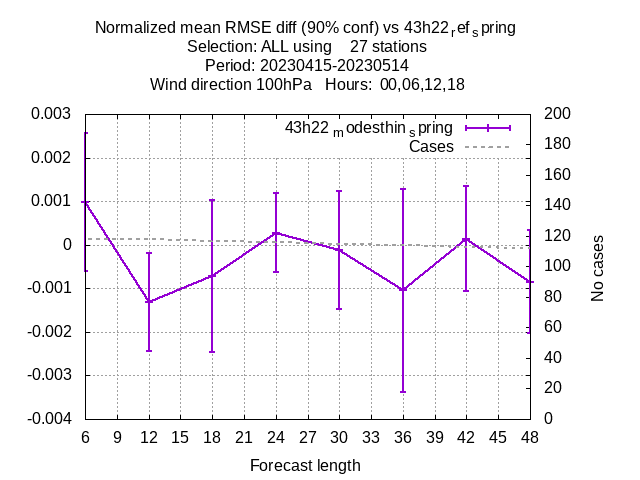 Normalized mean RMSE diff (90% conf) vs 43h22refspring
Selection: ALL using 27 stations
Period: 20230415-20230514
Wind direction 100hPa Hours: 00,06,12,18
43h22modesthinspring
Cases
0.003
0.002
0.001
0
-0.001
-0.002
-0.003
-0.004
200
180
160
140
120
100
80
60
40
20
0
No cases
6 9 12 15 18 21 24 27 30 33 36 39 42 45 48
Forecast length